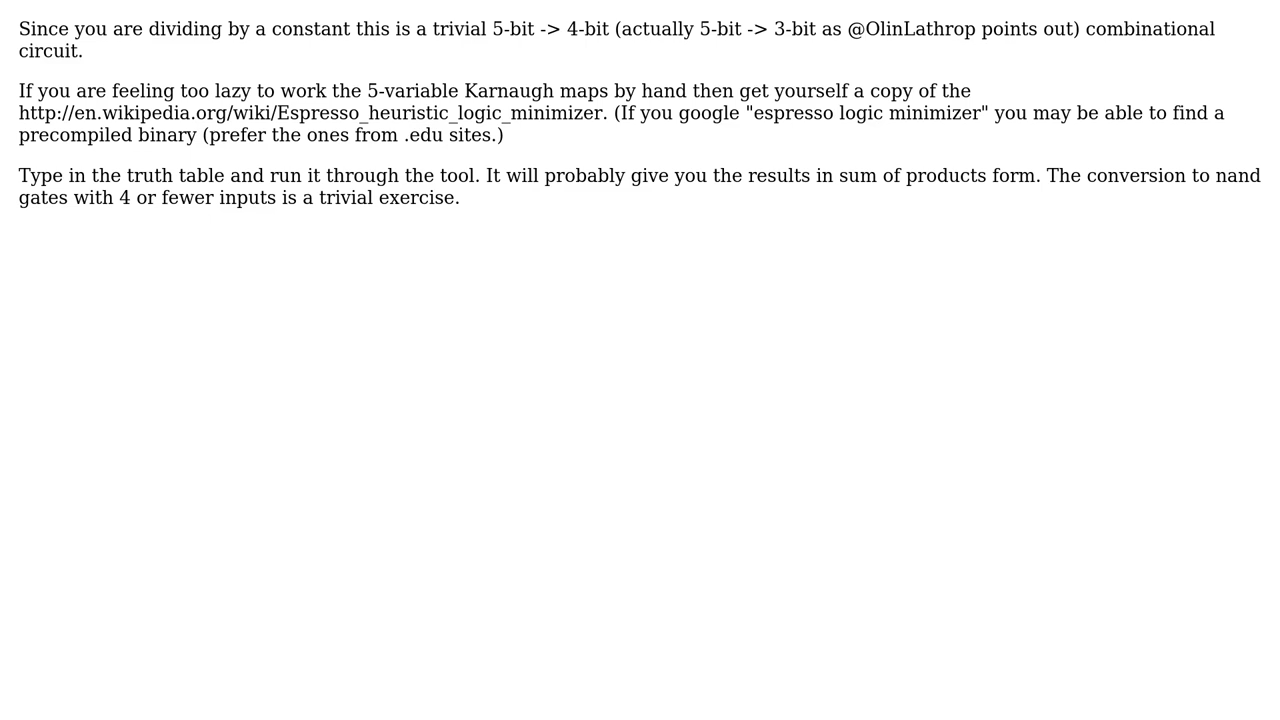 Since you are dividing by a constant this is a trivial 5-bit -> 4-bit (actually 5-bit -> 3-bit as @OlinLathrop points out) combinational
circuit.
If you are feeling too lazy to work the 5-variable Karnaugh maps by hand then get yourself a copy of the
http://en.wikipedia.org/wiki/Espresso_heuristic_logic_minimizer. (If you google "espresso logic minimizer" you may be able to find a
precompiled binary (prefer the ones from .edu sites.)
Type in the truth table and run it through the tool. It will probably give you the results in sum of products form. The conversion to nand
gates with 4 or fewer inputs is a trivial exercise.